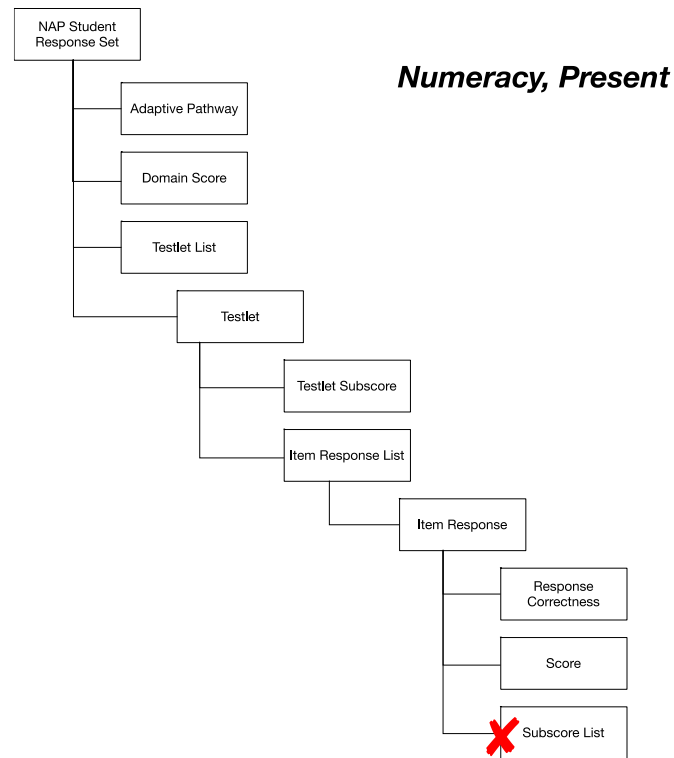 NAP Student
Response Set
Numeracy, Present
Adaptive Pathway
Domain Score
Testlet List
Testlet
Testlet Subscore
Item Response List
Item Response
Response
Correctness
Score
Subscore List